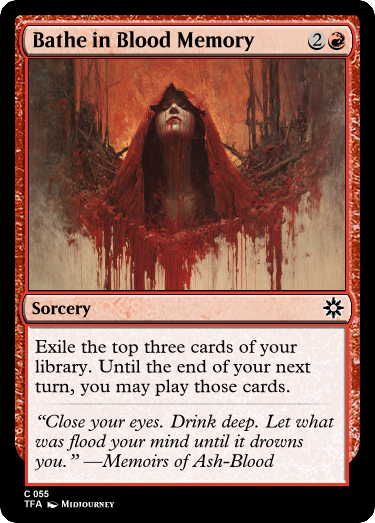 Bathe in Blood Memory 2
Sorcery
Exile the top three cards of your
library. Until the end of your next
turn, you may play those cards.
“Close your eyes. Drink deep. Let what
was flood your mind until it drowns
you.” —Memoirs of Ash-Blood
C 055
TFA Midjourney